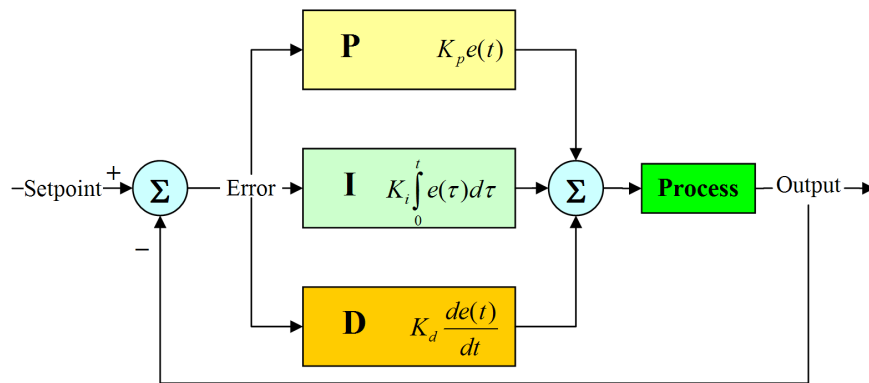 P K_p e(t)
+
–Setpoint
Σ
Error
I K_i ∫_0^t e(τ)dτ
Σ
Process
Output
−
D K_d de(t)/dt